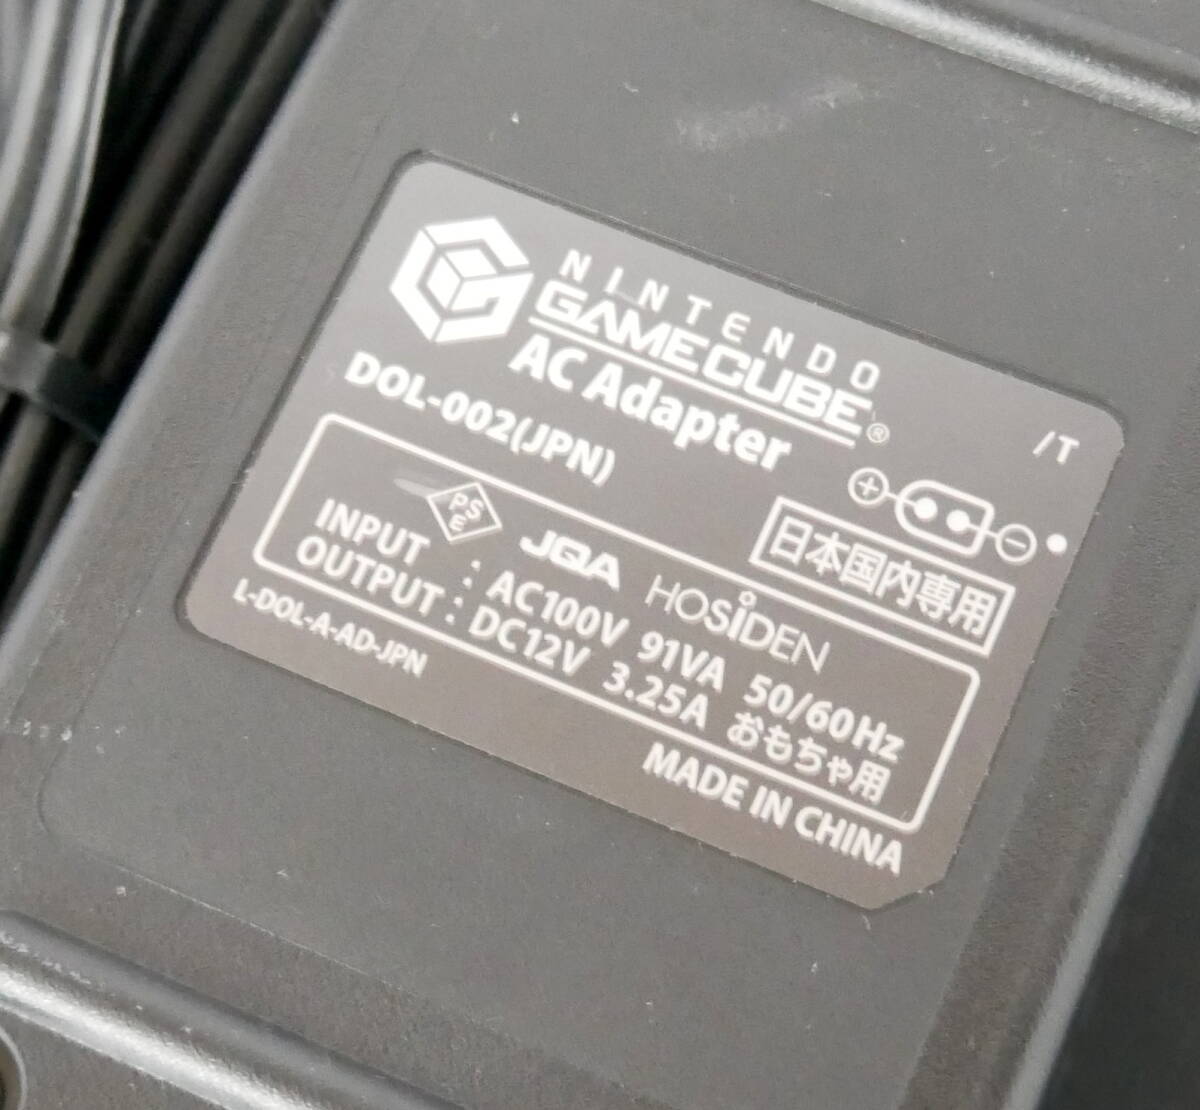 NINTENDO
GAMECUBE®
AC Adapter
DOL-002(JPN)
/T
日本国内専用
PSE JQA HOSIDEN
INPUT : AC100V 91VA 50/60Hz
OUTPUT : DC12V 3.25A おもちゃ用
L-DOL-A-AD-JPN
MADE IN CHINA